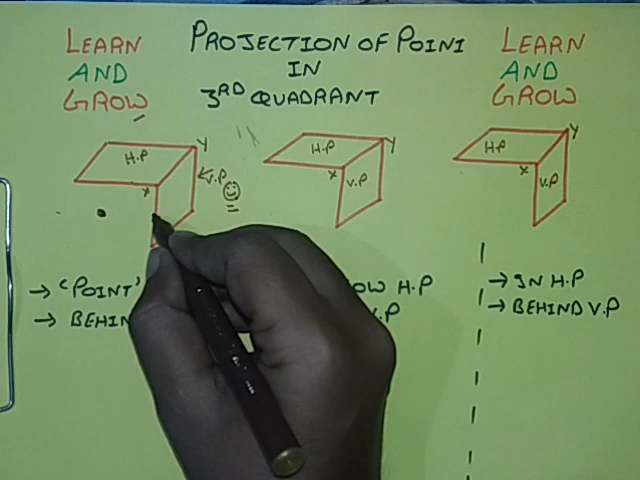 LEARN
AND
GROW
PROJECTION OF POINT
IN
3RD QUADRANT
LEARN
AND
GROW
H.P
Y
X
V.P
H.P
Y
X
V.P
H.P
Y
X
V.P
→ 'POINT'
→ BEHIN
OW H.P
V.P
→ IN H.P
→ BEHIND V.P